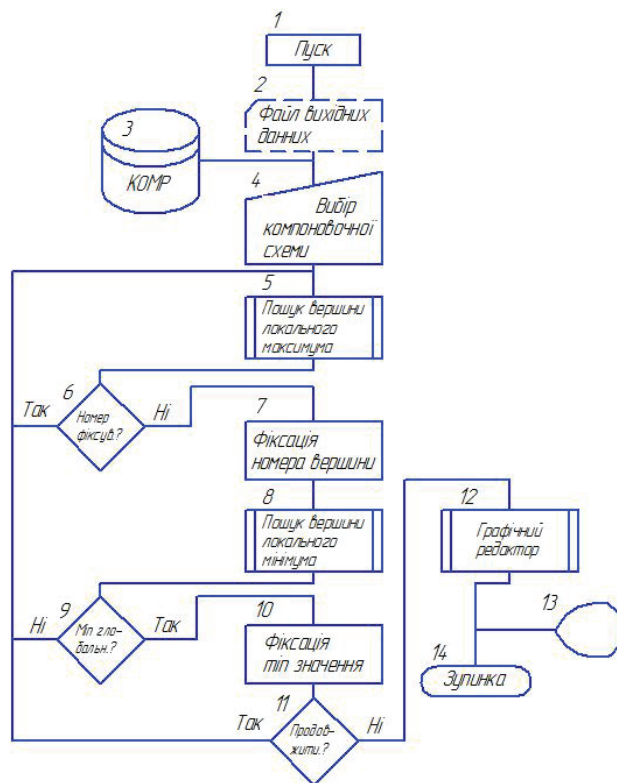 1
Пуск
2
Файл вихідних
данних
3
КОМР
4
Вибір
компоновочної
схеми
5
Пошук вершини
локального
максимума
6
Номер
фіксув.?
Так
Ні
7
Фіксація
номера вершини
8
Пошук вершини
локального
мінімума
9
Min гло-
бальн.?
Ні
Так
10
Фіксація
min значення
11
Продов-
жити.?
Так
Ні
12
Графічний
редактор
13
14
Зупинка